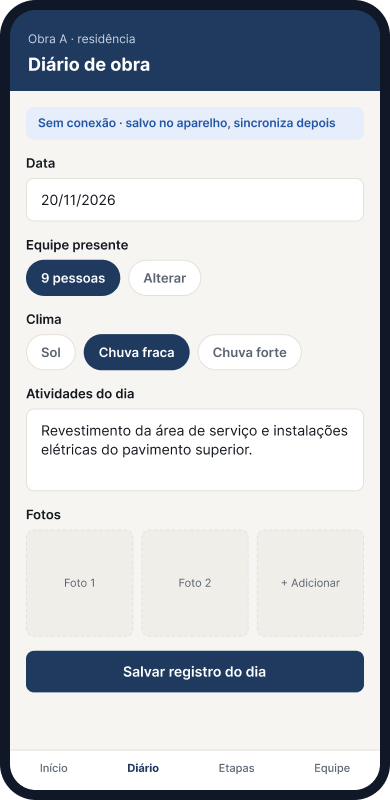 Obra A · residência
Diário de obra
Sem conexão · salvo no aparelho, sincroniza depois
Data
20/11/2026
Equipe presente
9 pessoas
Alterar
Clima
Sol
Chuva fraca
Chuva forte
Atividades do dia
Revestimento da área de serviço e instalações
elétricas do pavimento superior.
Fotos
Foto 1
Foto 2
+ Adicionar
Salvar registro do dia
Início
Diário
Etapas
Equipe